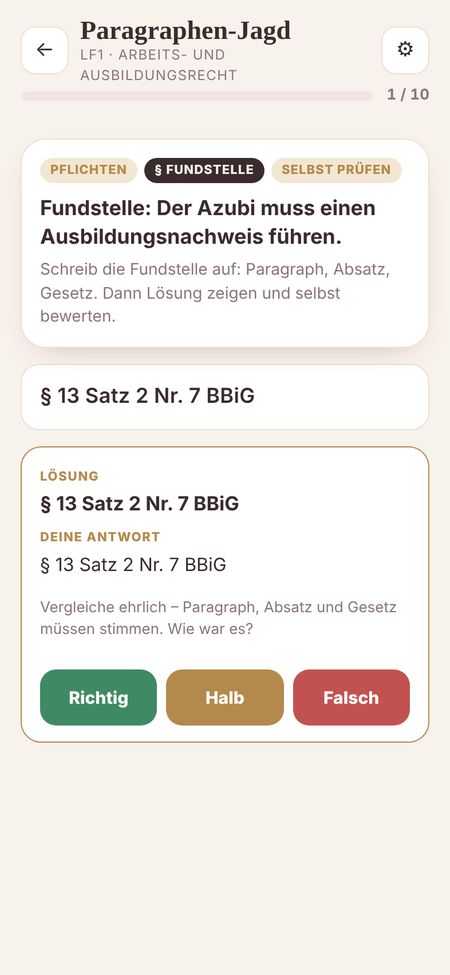 ←
Paragraphen-Jagd
LF1 · ARBEITS- UND
AUSBILDUNGSRECHT
⚙
1 / 10
PFLICHTEN
§ FUNDSTELLE
SELBST PRÜFEN
Fundstelle: Der Azubi muss einen
Ausbildungsnachweis führen.
Schreib die Fundstelle auf: Paragraph, Absatz,
Gesetz. Dann Lösung zeigen und selbst
bewerten.
§ 13 Satz 2 Nr. 7 BBiG
LÖSUNG
§ 13 Satz 2 Nr. 7 BBiG
DEINE ANTWORT
§ 13 Satz 2 Nr. 7 BBiG
Vergleiche ehrlich – Paragraph, Absatz und Gesetz
müssen stimmen. Wie war es?
Richtig
Halb
Falsch